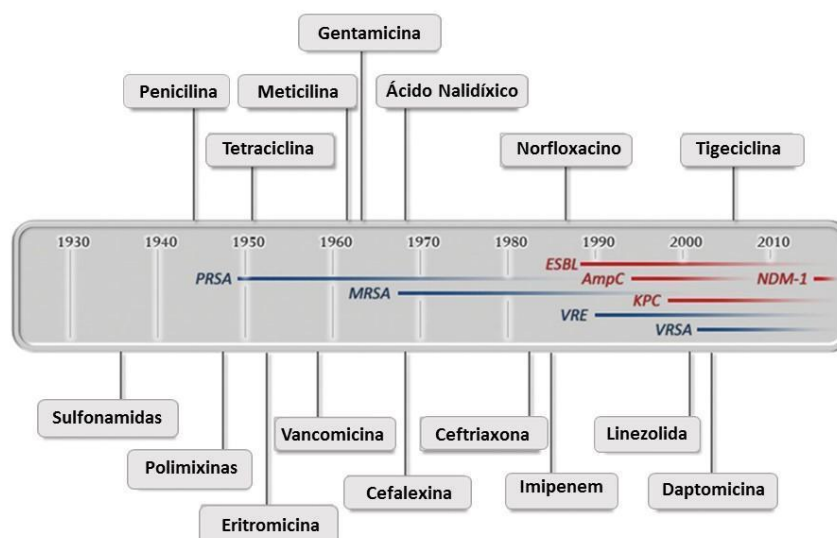 Gentamicina
Penicilina
Meticilina
Ácido Nalidíxico
Tetraciclina
Norfloxacino
Tigeciclina
1930 1940 1950 1960 1970 1980 1990 2000 2010
ESBL
PRSA
AmpC
NDM-1
MRSA
KPC
VRE
VRSA
Sulfonamidas
Vancomicina
Ceftriaxona
Linezolida
Polimixinas
Cefalexina
Imipenem
Daptomicina
Eritromicina